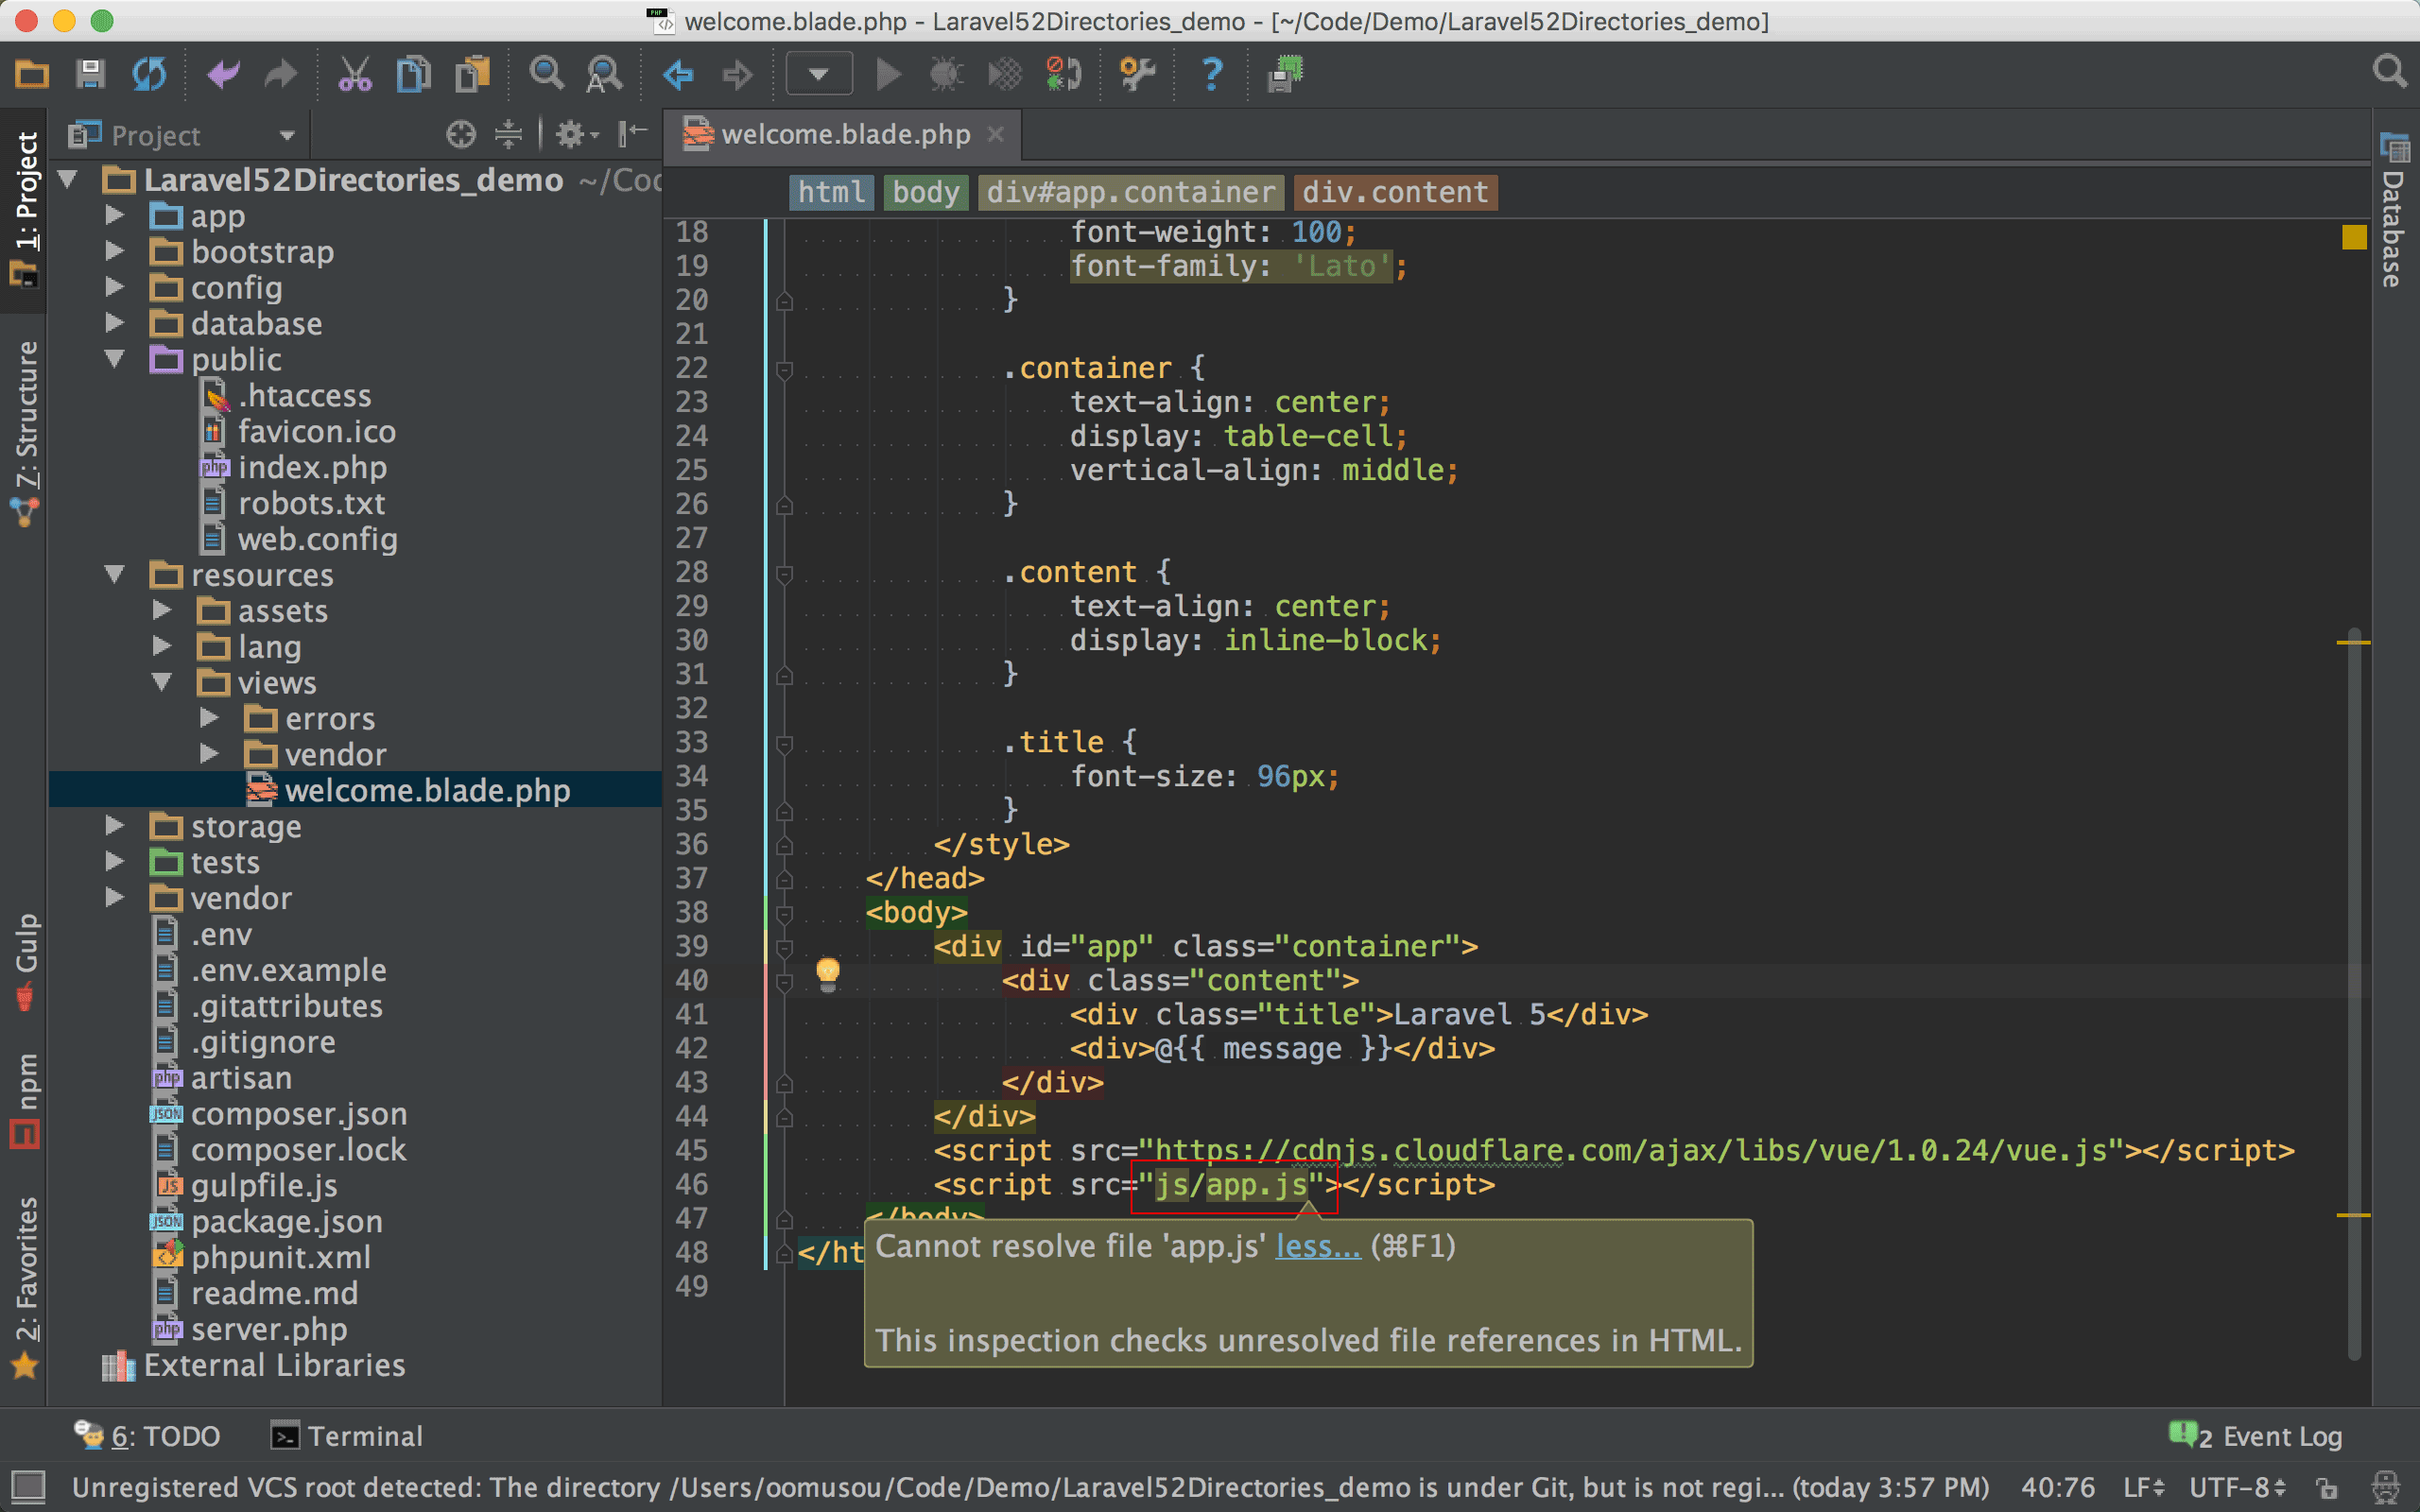 welcome.blade.php - Laravel52Directories_demo - [~/Code/Demo/Laravel52Directories_demo]
Project
welcome.blade.php
1: Project
7: Structure
Gulp
npm
2: Favorites
Laravel52Directories_demo ~/Cod
app
bootstrap
config
database
public
.htaccess
favicon.ico
php index.php
robots.txt
web.config
resources
assets
lang
views
errors
vendor
welcome.blade.php
storage
tests
vendor
.env
.env.example
.gitattributes
.gitignore
php artisan
JSON composer.json
composer.lock
JS gulpfile.js
JSON package.json
phpunit.xml
readme.md
php server.php
External Libraries
html body div#app.container div.content
18 font-weight: 100;
19 font-family: 'Lato';
20 }
21
22 .container {
23 text-align: center;
24 display: table-cell;
25 vertical-align: middle;
26 }
27
28 .content {
29 text-align: center;
30 display: inline-block;
31 }
32
33 .title {
34 font-size: 96px;
35 }
36 </style>
37 </head>
38 <body>
39 <div id="app" class="container">
40 <div class="content">
41 <div class="title">Laravel 5</div>
42 <div>@{{ message }}</div>
43 </div>
44 </div>
45 <script src="https://cdnjs.cloudflare.com/ajax/libs/vue/1.0.24/vue.js"></script>
46 <script src="js/app.js"></script>
47 </body>
48 </ht
49
Cannot resolve file 'app.js' less... (⌘F1)
This inspection checks unresolved file references in HTML.
Database
6: TODO
Terminal
2 Event Log
Unregistered VCS root detected: The directory /Users/oomusou/Code/Demo/Laravel52Directories_demo is under Git, but is not regi... (today 3:57 PM)
40:76
LF
UTF-8